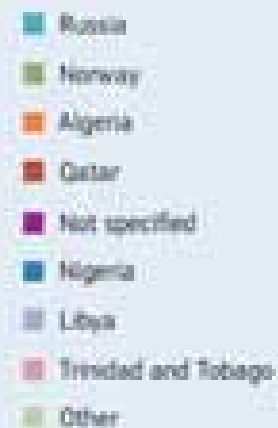 Russia
Norway
Algeria
Qatar
Not specified
Nigeria
Libya
Trinidad and Tobago
Other